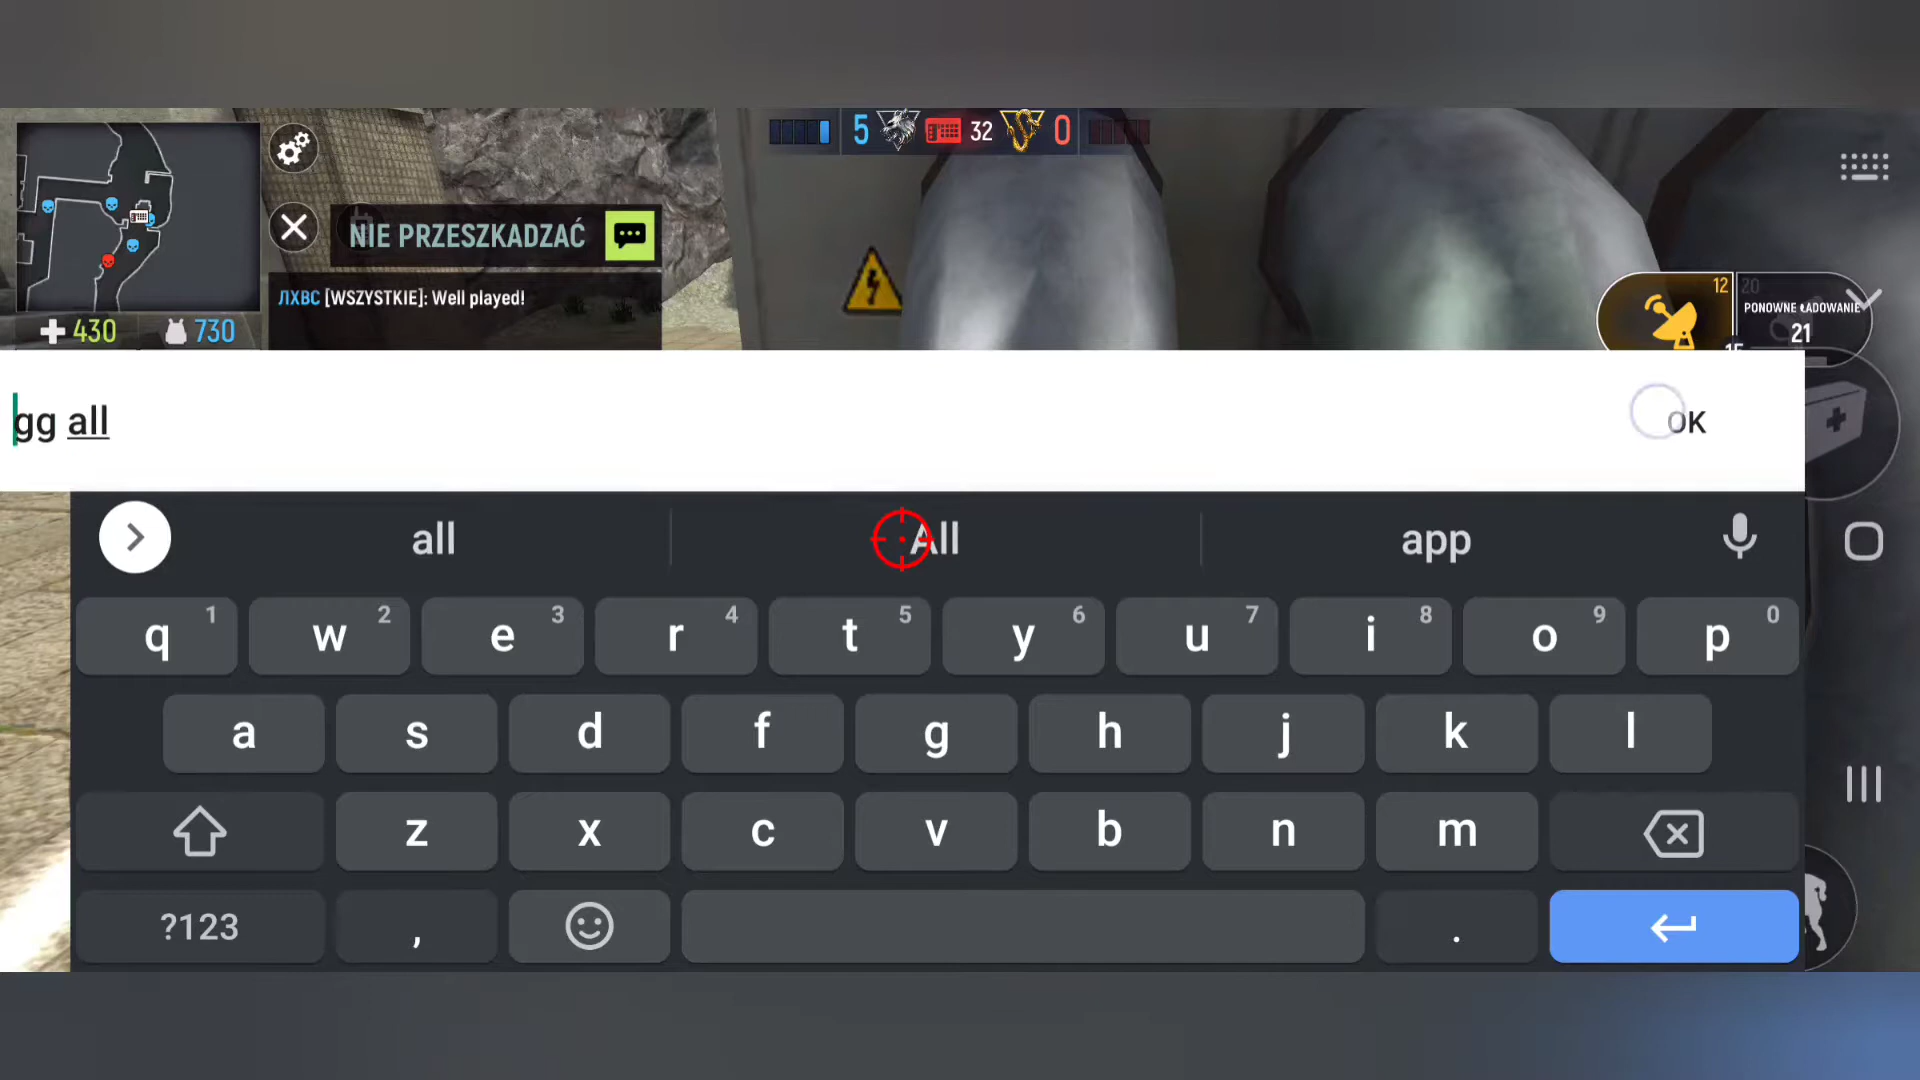 5 32 0
NIE PRZESZKADZAĆ
ЛХВС [WSZYSTKIE]: Well played!
430 730
12 20
PONOWNE ŁADOWANIE
21
gg all
OK
all All app
q 1 w 2 e 3 r 4 t 5 y 6 u 7 i 8 o 9 p 0
a s d f g h j k l
z x c v b n m
?123 , .